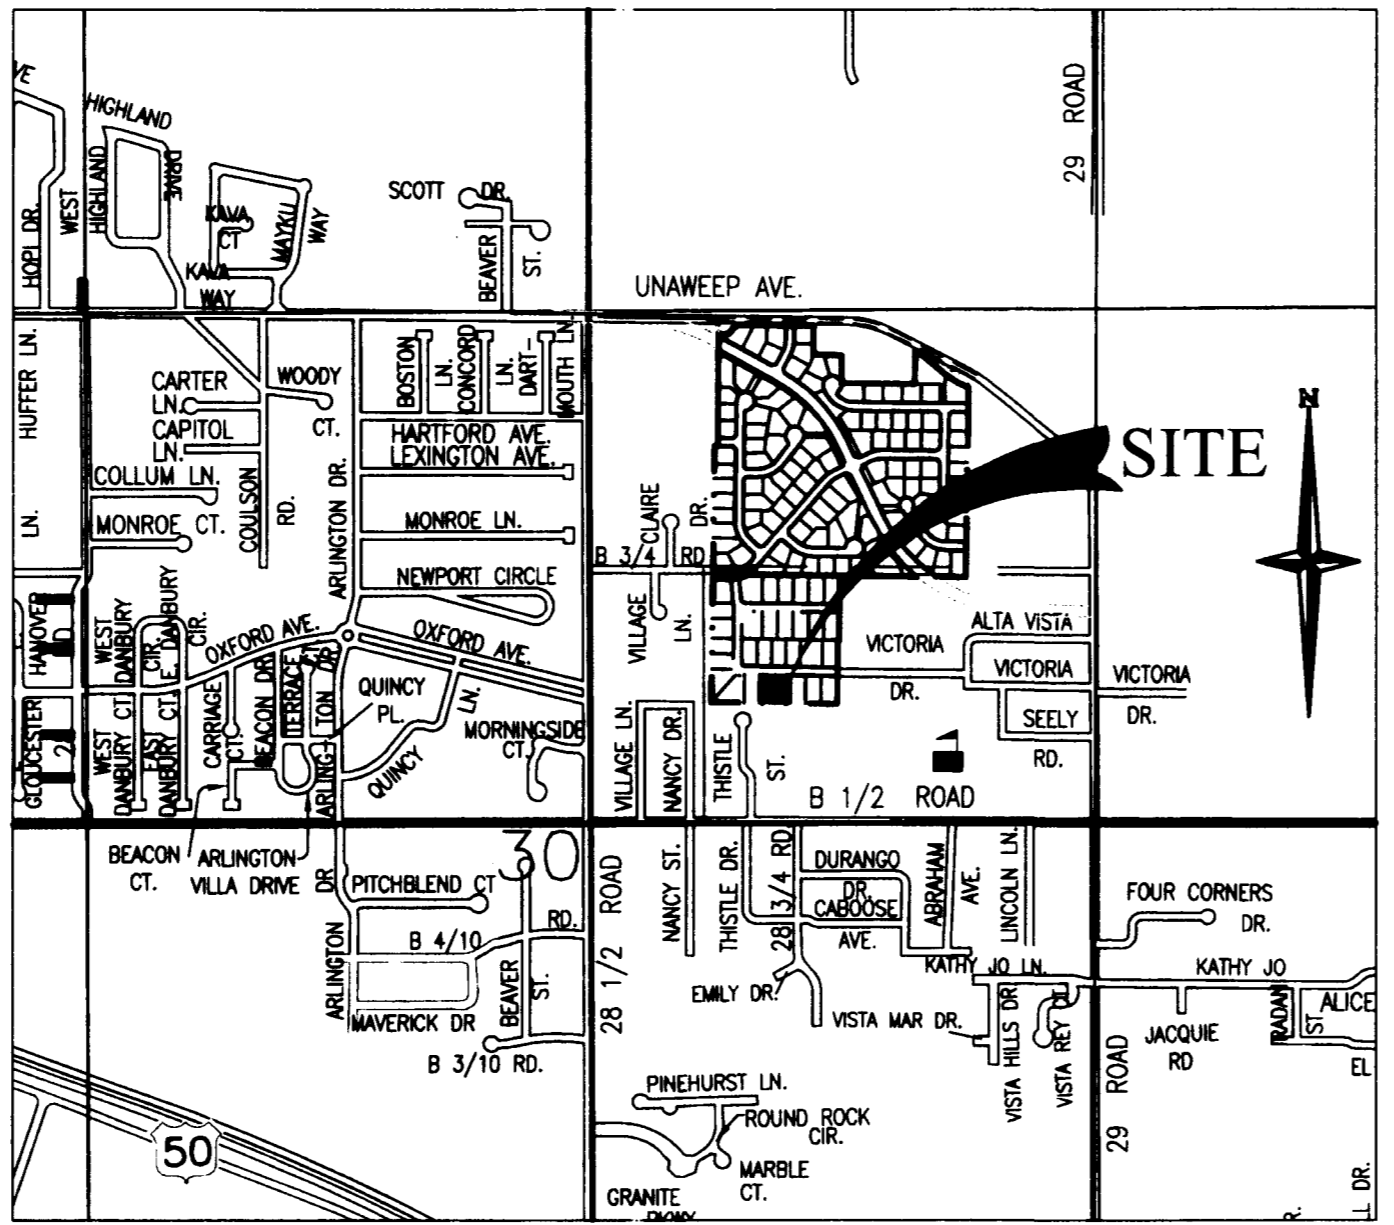 29 ROAD
HIGHLAND
DRIVE
WEST
HIGHLAND
HOPI DR.
KAVA
CT
MAYKU
WAY
KAVA
WAY
SCOTT DR.
BEAVER
ST.
UNAWEEP AVE.
HUFFER LN.
LN.
CARTER
LN.
CAPITOL
LN.
WOODY
CT.
COLLUM LN.
MONROE CT.
COULSON
RD.
ARLINGTON DR.
BOSTON
LN.
CONCORD
LN.
DART-
MOUTH LN.
HARTFORD AVE.
LEXINGTON AVE.
MONROE LN.
NEWPORT CIRCLE
OXFORD AVE.
OXFORD AVE.
CLAIRE
DR.
B 3/4 RD
VILLAGE
LN.
SITE
N
ALTA VISTA
VICTORIA
DR.
VICTORIA
VICTORIA
DR.
SEELY
RD.
HANOVER
GLOUCESTER
WEST
DANBURY
CIR.
E. DANBURY
CIR.
WEST
DANBURY CT.
EAST
DANBURY CT.
CARRIAGE
CT.
BEACON DR.
TERRACE
ARLING-TON DR
ARLINGTON
QUINCY
PL.
QUINCY
LN.
MORNINGSIDE
CT.
VILLAGE LN.
NANCY DR.
THISTLE
ST.
B 1/2 ROAD
BEACON
CT.
ARLINGTON
VILLA DRIVE
DR
30
PITCHBLEND CT
B 4/10
RD.
ARLINGTON
MAVERICK DR
BEAVER
ST.
B 3/10 RD.
28 1/2 ROAD
NANCY ST.
THISTLE DR.
28 3/4 RD
DURANGO
DR.
CABOOSE
AVE.
ABRAHAM
AVE.
LINCOLN LN.
FOUR CORNERS
DR.
KATHY JO LN.
KATHY JO
EMILY DR.
VISTA MAR DR.
VISTA HILLS DR.
VISTA REY DR.
29 ROAD
JACQUIE
RD
RADAN
ST
ALICE
EL
PINEHURST LN.
ROUND ROCK
CIR.
MARBLE
CT.
GRANITE
50